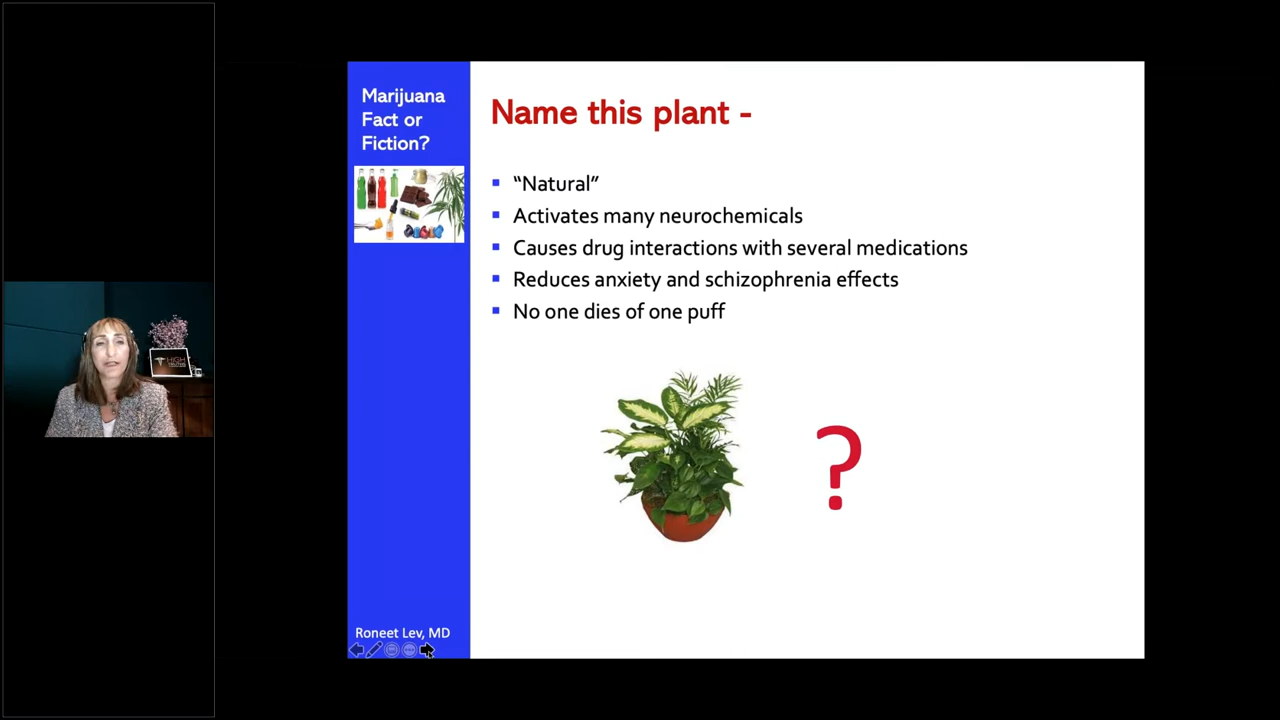 Marijuana
Fact or
Fiction?
Name this plant -
“Natural”
Activates many neurochemicals
Causes drug interactions with several medications
Reduces anxiety and schizophrenia effects
No one dies of one puff
?
HIGH
Roneet Lev, MD